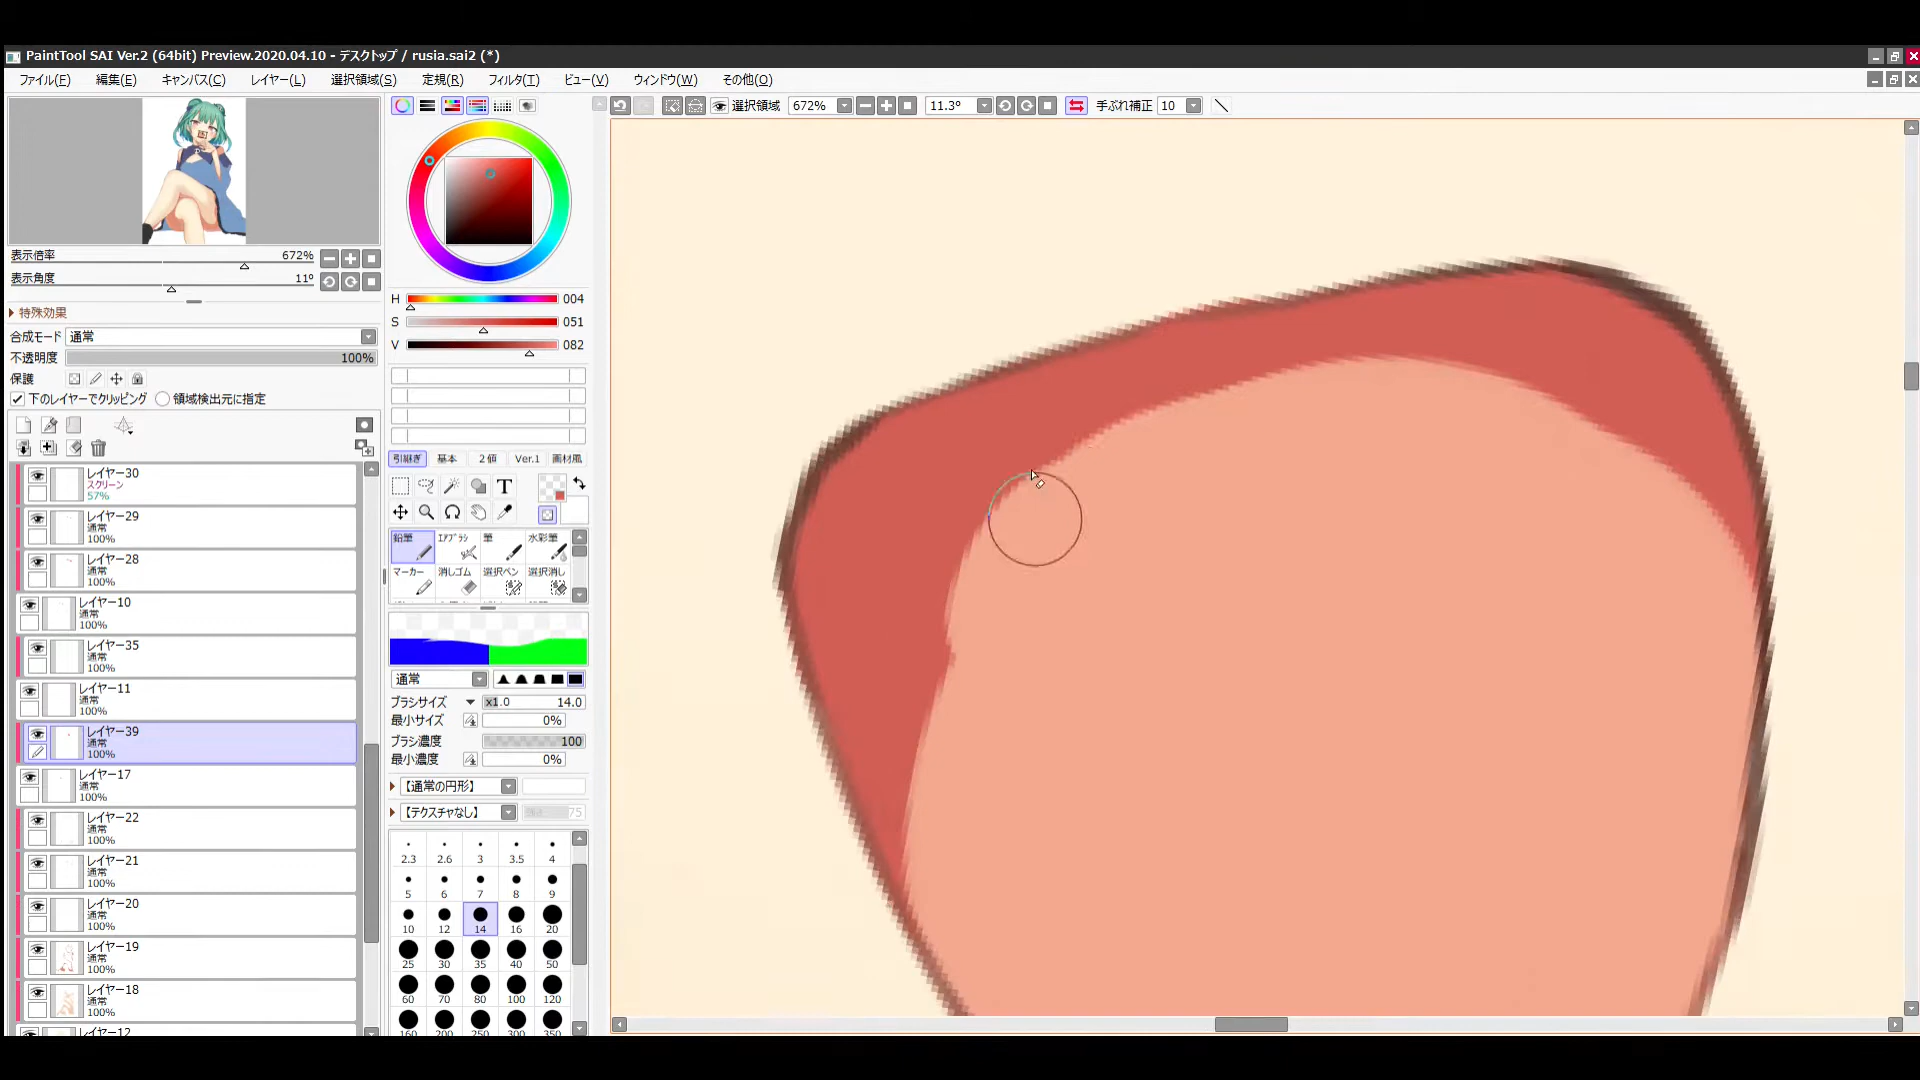 PaintTool SAI Ver.2 (64bit) Preview.2020.04.10 - デスクトップ / rusia.sai2 (*)
ファイル(F) 編集(E) キャンバス(C) レイヤー(L) 選択領域(S) 定規(R) フィルタ(T) ビュー(V) ウィンドウ(W) その他(O)
選択領域 672% 11.3º 手ぶれ補正 10
表示倍率 672%
表示角度 11º
特殊効果
合成モード 通常
不透明度 100%
保護
下のレイヤーでクリッピング 領域検出元に指定
レイヤー30
スクリーン
57%
レイヤー29
通常
100%
レイヤー28
通常
100%
レイヤー10
通常
100%
レイヤー35
通常
100%
レイヤー11
通常
100%
レイヤー39
通常
100%
レイヤー17
通常
100%
レイヤー22
通常
100%
レイヤー21
通常
100%
レイヤー20
通常
100%
レイヤー19
通常
100%
レイヤー18
通常
100%
レイヤー12
H 004
S 051
V 082
引継ぎ 基本 2値 Ver.1 画材風
T
鉛筆 エアブラシ 筆 水彩筆
マーカー 消しゴム 選択ペン 選択消し
通常
ブラシサイズ x1.0 14.0
最小サイズ 0%
ブラシ濃度 100
最小濃度 0%
【通常の円形】
【テクスチャなし】 75
2.3 2.6 3 3.5 4
5 6 7 8 9
10 12 14 16 20
25 30 35 40 50
60 70 80 100 120
160 200 250 300 350